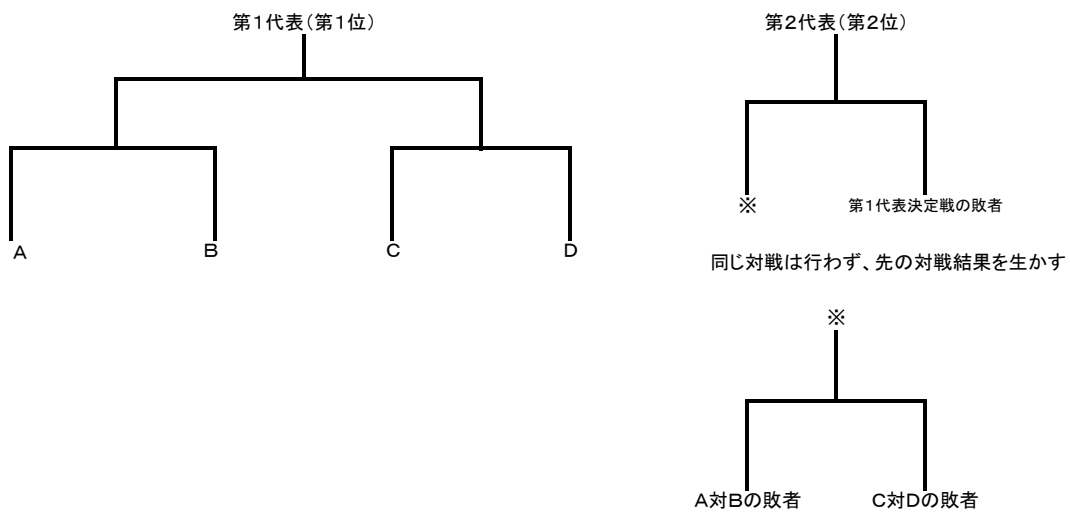 第1代表(第1位)
第2代表(第2位)
※
第1代表決定戦の敗者
A
B
C
D
同じ対戦は行わず、先の対戦結果を生かす
※
A対Bの敗者
C対Dの敗者